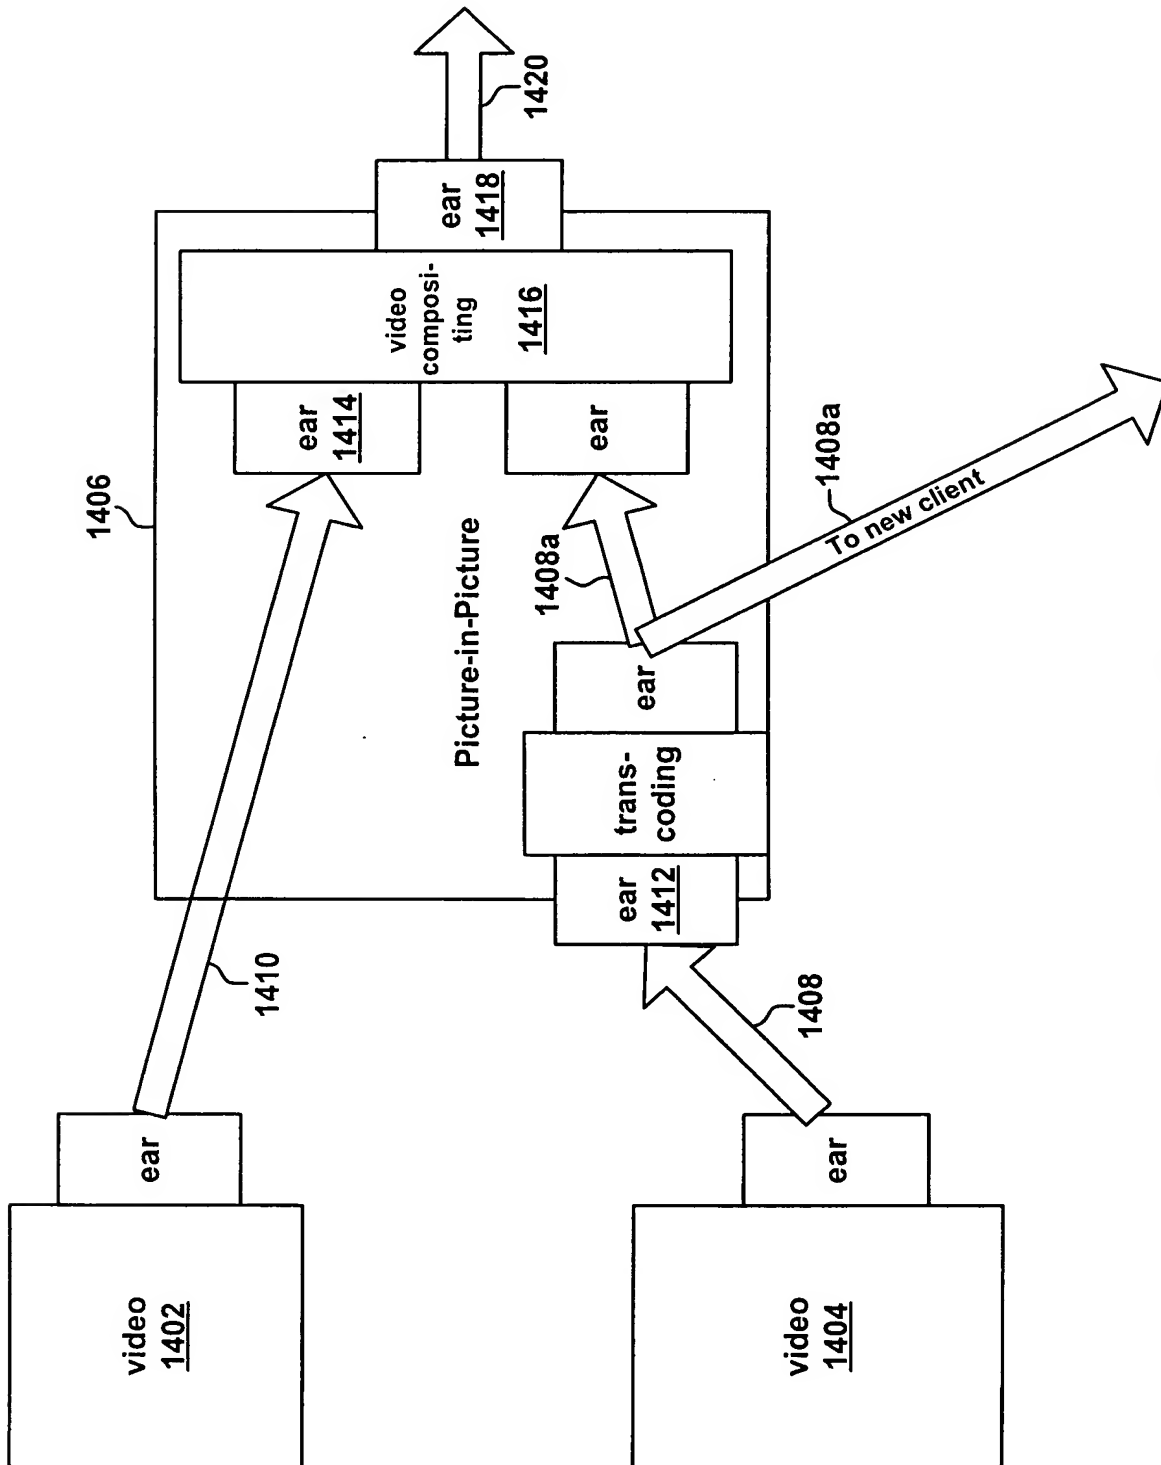 video
1402
ear
1410
1406
Picture-in-Picture
ear
1414
video
composi-
ting
1416
ear
1418
1420
video
1404
ear
1408
ear
1412
trans-
coding
ear
1408a
ear
To new client
1408a